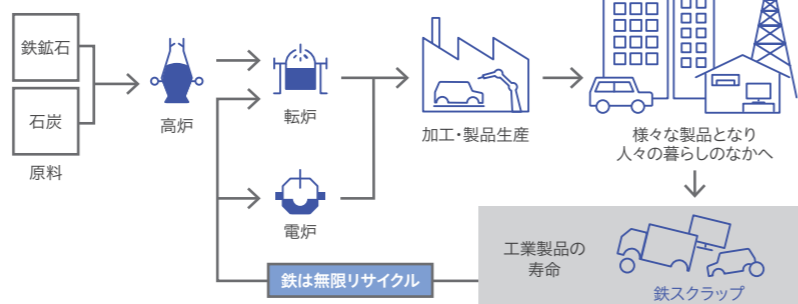 鉄鉱石
石炭
原料
高炉
転炉
電炉
加工・製品生産
様々な製品となり
人々の暮らしのなかへ
工業製品の
寿命
鉄スクラップ
鉄は無限リサイクル